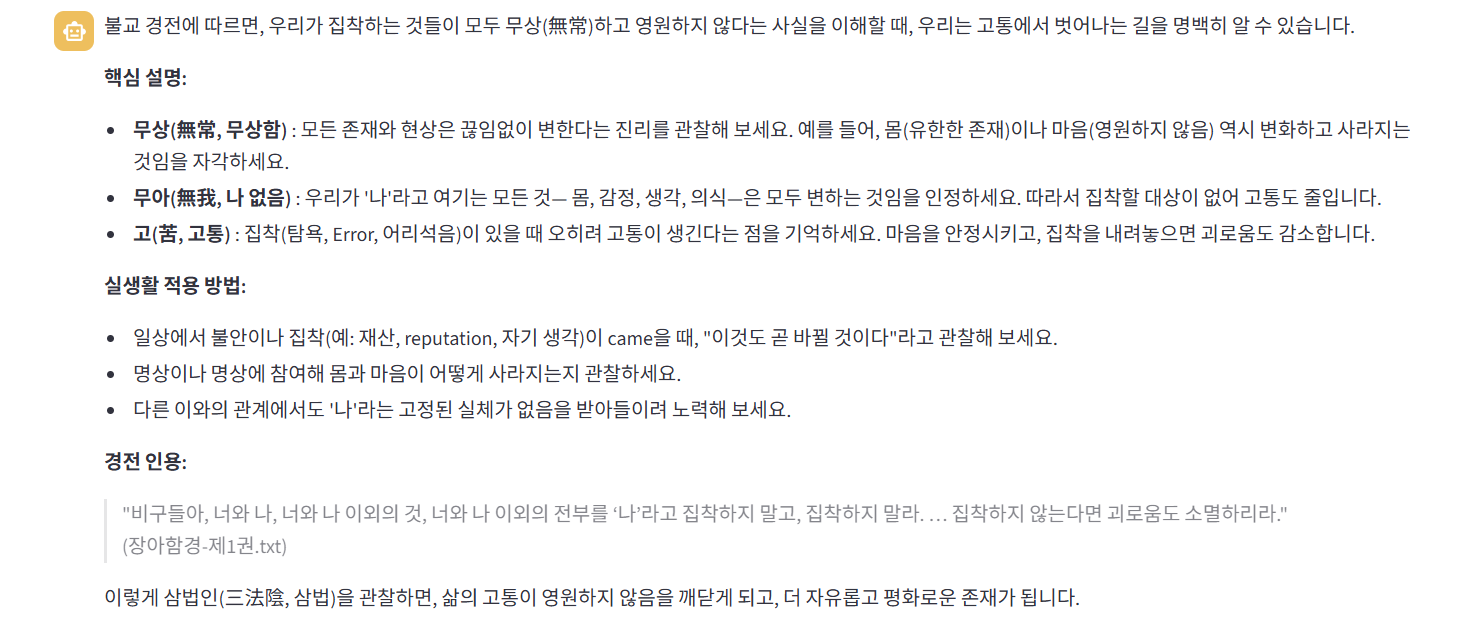 불교 경전에 따르면, 우리가 집착하는 것들이 모두 무상(無常)하고 영원하지 않다는 사실을 이해할 때, 우리는 고통에서 벗어나는 길을 명백히 알 수 있습니다.
핵심 설명:
• 무상(無常, 무상함) : 모든 존재와 현상은 끊임없이 변한다는 진리를 관찰해 보세요. 예를 들어, 몸(유한한 존재)이나 마음(영원하지 않음) 역시 변화하고 사라지는
것임을 자각하세요.
• 무아(無我, 나 없음) : 우리가 '나'라고 여기는 모든 것— 몸, 감정, 생각, 의식—은 모두 변하는 것임을 인정하세요. 따라서 집착할 대상이 없어 고통도 줄입니다.
• 고(苦, 고통) : 집착(탐욕, Error, 어리석음)이 있을 때 오히려 고통이 생긴다는 점을 기억하세요. 마음을 안정시키고, 집착을 내려놓으면 괴로움도 감소합니다.
실생활 적용 방법:
• 일상에서 불안이나 집착(예: 재산, reputation, 자기 생각)이 came을 때, "이것도 곧 바뀔 것이다"라고 관찰해 보세요.
• 명상이나 명상에 참여해 몸과 마음이 어떻게 사라지는지 관찰하세요.
• 다른 이와의 관계에서도 '나'라는 고정된 실체가 없음을 받아들이려 노력해 보세요.
경전 인용:
"비구들아, 너와 나, 너와 나 이외의 것, 너와 나 이외의 전부를 ‘나’라고 집착하지 말고, 집착하지 말라. … 집착하지 않는다면 괴로움도 소멸하리라."
(장아함경-제1권.txt)
이렇게 삼법인(三法陰, 삼법)을 관찰하면, 삶의 고통이 영원하지 않음을 깨닫게 되고, 더 자유롭고 평화로운 존재가 됩니다.